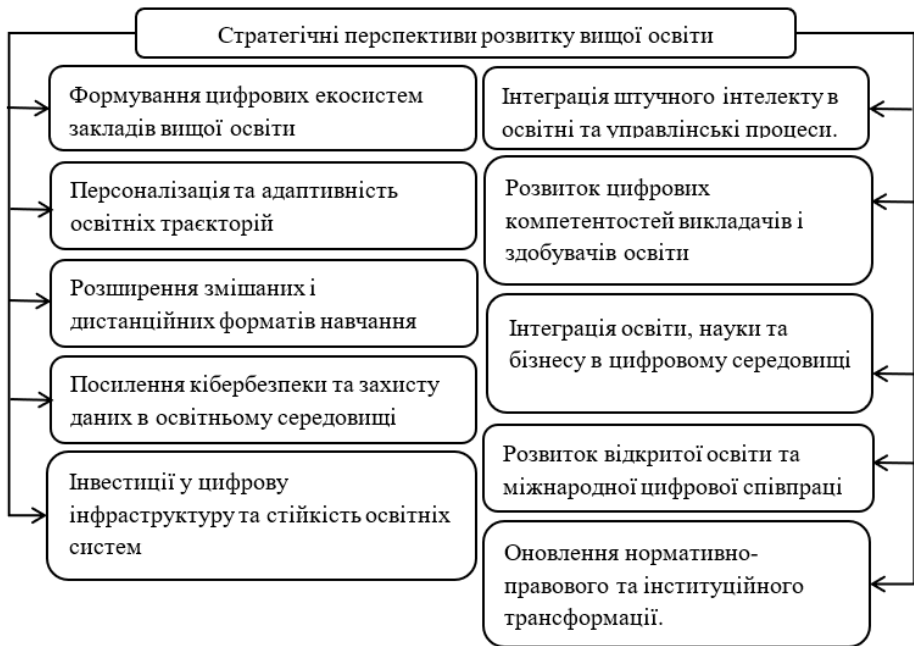 Стратегічні перспективи розвитку вищої освіти
Формування цифрових екосистем
закладів вищої освіти
Персоналізація та адаптивність
освітніх траєкторій
Розширення змішаних і
дистанційних форматів навчання
Посилення кібербезпеки та захисту
даних в освітньому середовищі
Інвестиції у цифрову
інфраструктуру та стійкість освітніх
систем
Інтеграція штучного інтелекту в
освітні та управлінські процеси.
Розвиток цифрових
компетентостей викладачів і
здобувачів освіти
Інтеграція освіти, науки та
бізнесу в цифровому середовищі
Розвиток відкритої освіти та
міжнародної цифрової співпраці
Оновлення нормативно-
правового та інституційного
трансформації.